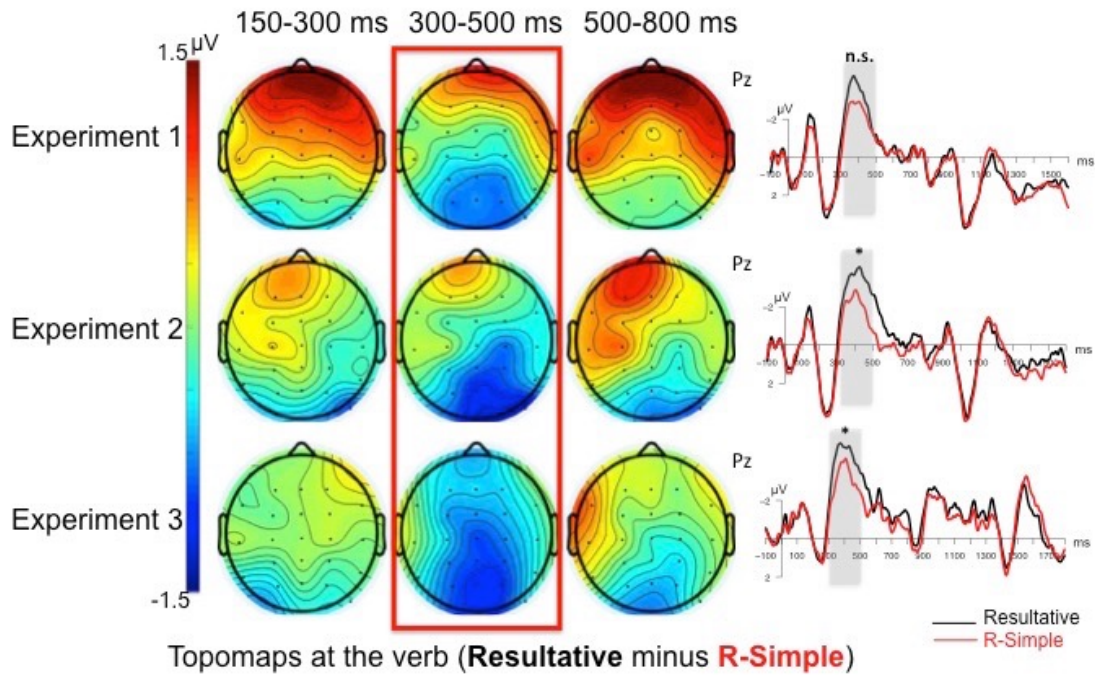 150-300 ms 300-500 ms 500-800 ms
1.5 µV
Experiment 1
Experiment 2
Experiment 3
-1.5
Pz
n.s.
µV
-2
2
-100 100 300 500 700 900 1100 1300 1500
ms
Pz
*
µV
-2
2
-100 100 300 500 700 900 1100 1300
ms
Pz
*
µV
-2
2
-100 100 300 500 700 900 1100 1300 1500
ms
Resultative
R-Simple
Topomaps at the verb (Resultative minus R-Simple)